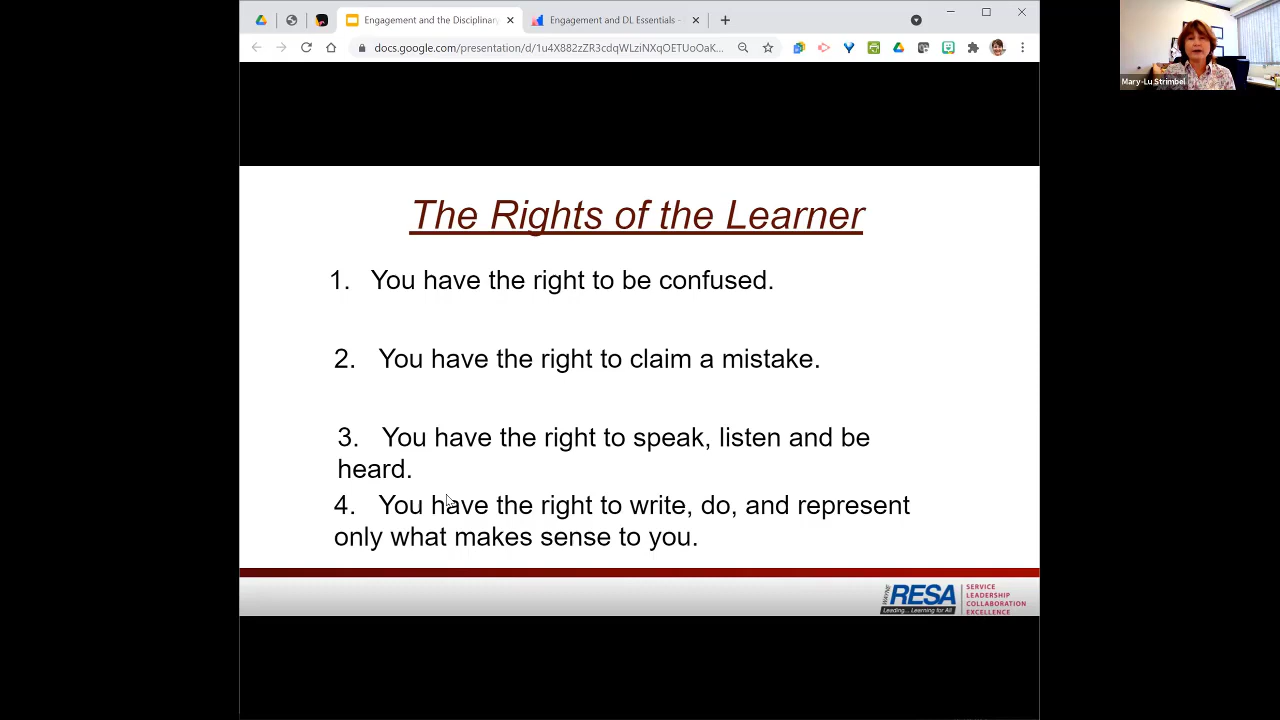 Engagement and the Disciplinary
Engagement and DL Essentials -
docs.google.com/presentation/d/1u4X882zZR3cdqWLziNXqOETUoOaK...
Mary-Lu Strimbel
The Rights of the Learner
1. You have the right to be confused.
2. You have the right to claim a mistake.
3. You have the right to speak, listen and be
heard.
4. You have the right to write, do, and represent
only what makes sense to you.
WAYNE
RESA
Leading... Learning for All
SERVICE
LEADERSHIP
COLLABORATION
EXCELLENCE